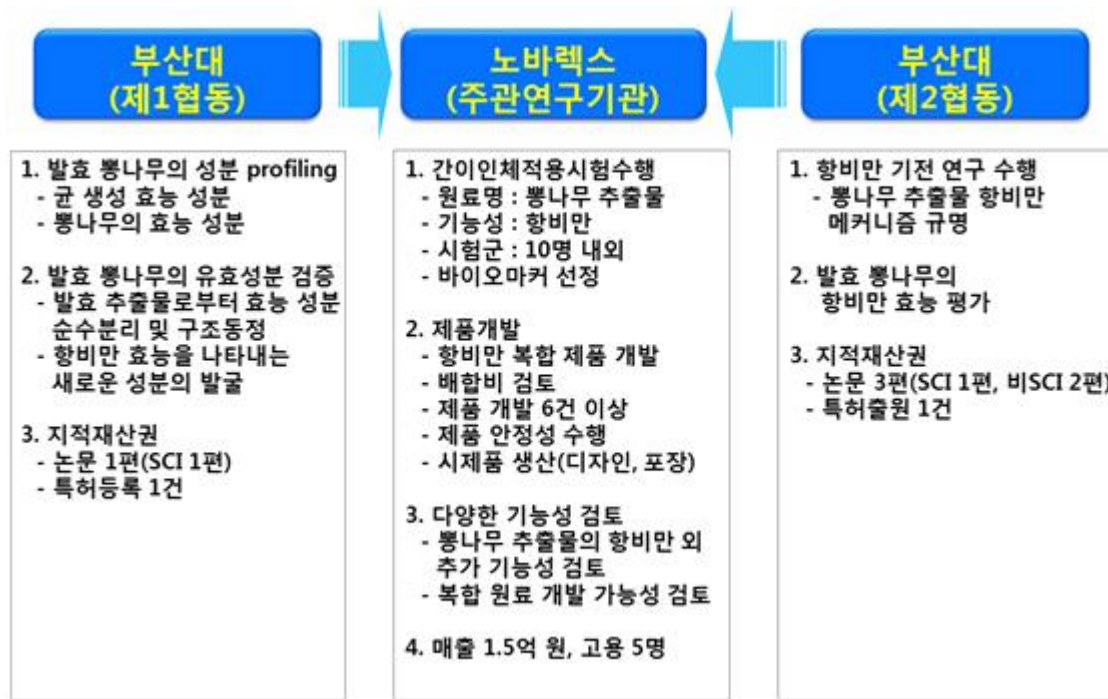 부산대
(제1협동)
1. 발효 뽕나무의 성분 profiling
- 균 생성 효능 성분
- 뽕나무의 효능 성분
2. 발효 뽕나무의 유효성분 검증
- 발효 추출물로부터 효능 성분
순수분리 및 구조동정
- 항비만 효능을 나타내는
새로운 성분의 발굴
3. 지적재산권
- 논문 1편(SCI 1편)
- 특허등록 1건
노바렉스
(주관연구기관)
1. 간이인체적용시험수행
- 원료명 : 뽕나무 추출물
- 기능성 : 항비만
- 시험군 : 10명 내외
- 바이오마커 선정
2. 제품개발
- 항비만 복합 제품 개발
- 배합비 검토
- 제품 개발 6건 이상
- 제품 안정성 수행
- 시제품 생산(디자인, 포장)
3. 다양한 기능성 검토
- 뽕나무 추출물의 항비만 외
추가 기능성 검토
- 복합 원료 개발 가능성 검토
4. 매출 1.5억 원, 고용 5명
부산대
(제2협동)
1. 항비만 기전 연구 수행
- 뽕나무 추출물 항비만
메커니즘 규명
2. 발효 뽕나무의
항비만 효능 평가
3. 지적재산권
- 논문 3편(SCI 1편, 비SCI 2편)
- 특허출원 1건